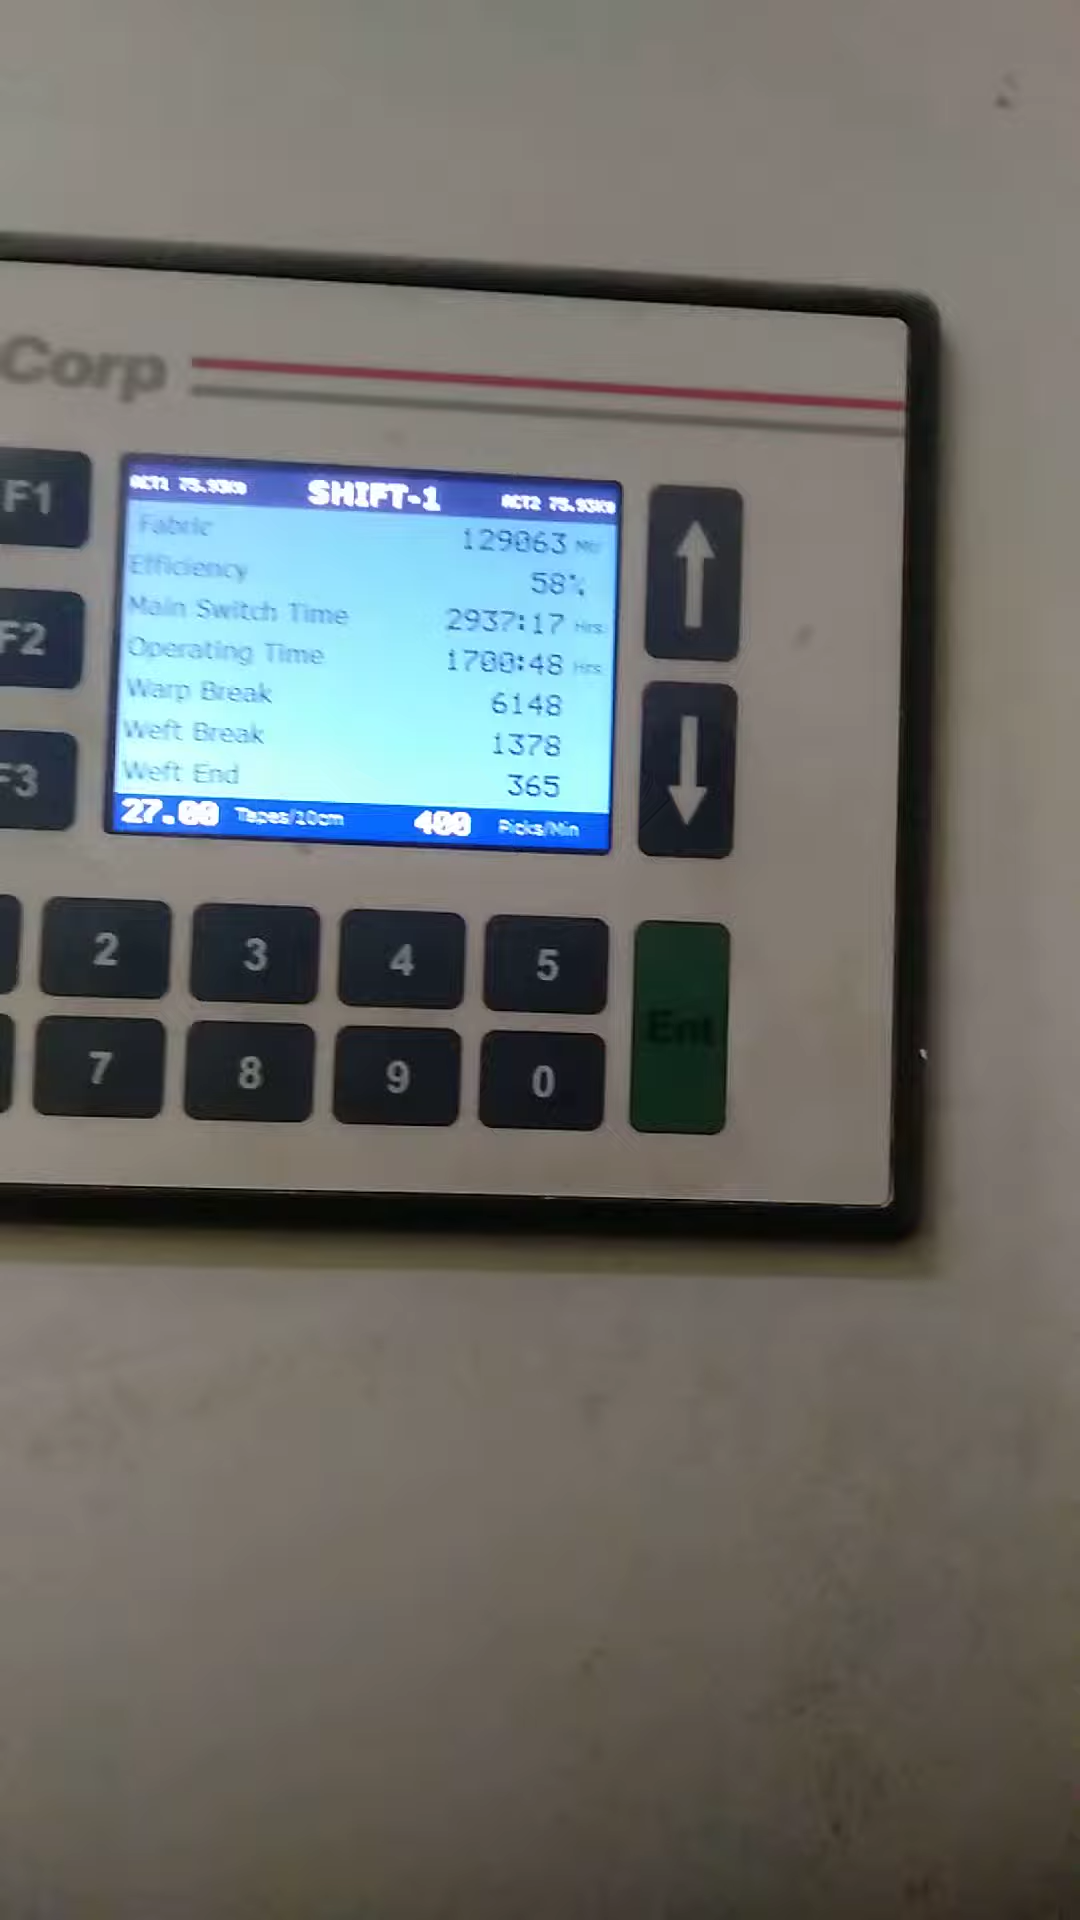 Corp
ACT1 75.93KG SHIFT-1 ACT2 75.93KG
Fabric 129063 Mtr
Efficiency 58%
Main Switch Time 2937:17 Hrs
Operating Time 1700:48 Hrs
Warp Break 6148
Weft Break 1378
Weft End 365
27.00 Tapes/10cm 400 Picks/Min
F1
F2
F3
2 3 4 5 Ent
7 8 9 0